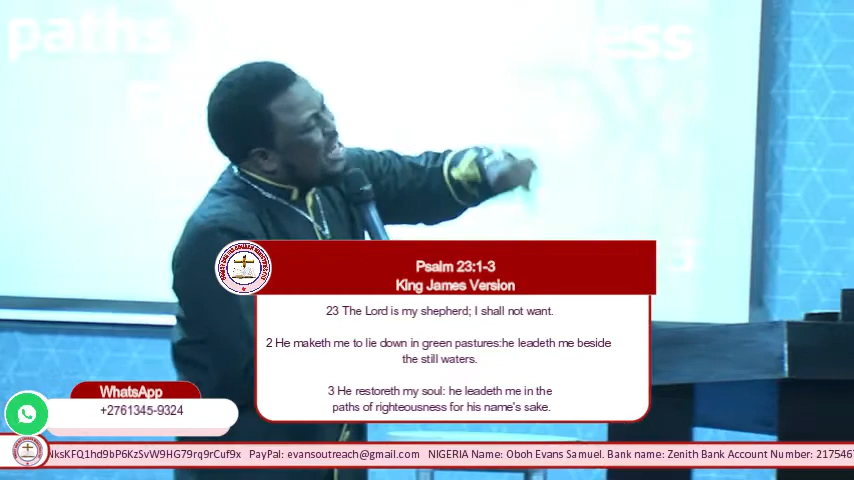 paths
ess
Psalm 23:1-3
King James Version
23 The Lord is my shepherd; I shall not want.
2 He maketh me to lie down in green pastures:he leadeth me beside
the still waters.
3 He restoreth my soul: he leadeth me in the
paths of righteousness for his name's sake.
WhatsApp
+2761345-9324
NksKFQ1hd9bP6KzSvW9HG79rq9rCuf9x PayPal: evansoutreach@gmail.com NIGERIA Name: Oboh Evans Samuel. Bank name: Zenith Bank Account Number: 217546